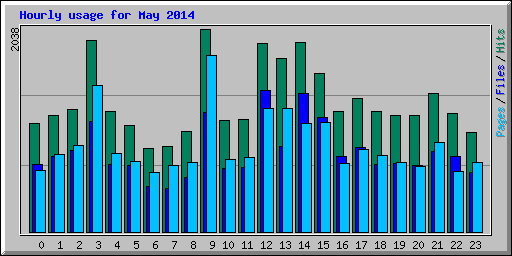 Hourly usage for May 2014
2038
Pages / Files / Hits
0 1 2 3 4 5 6 7 8 9 10 11 12 13 14 15 16 17 18 19 20 21 22 23